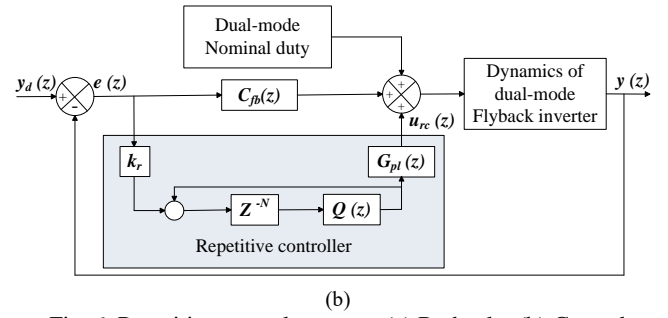 Dual-mode
Nominal duty
y_d (z)
e (z)
+
-
C_fb(z)
+
+
+
Dynamics of
dual-mode
Flyback inverter
y (z)
u_rc (z)
k_r
G_pl (z)
Z^-N
Q (z)
Repetitive controller
(b)